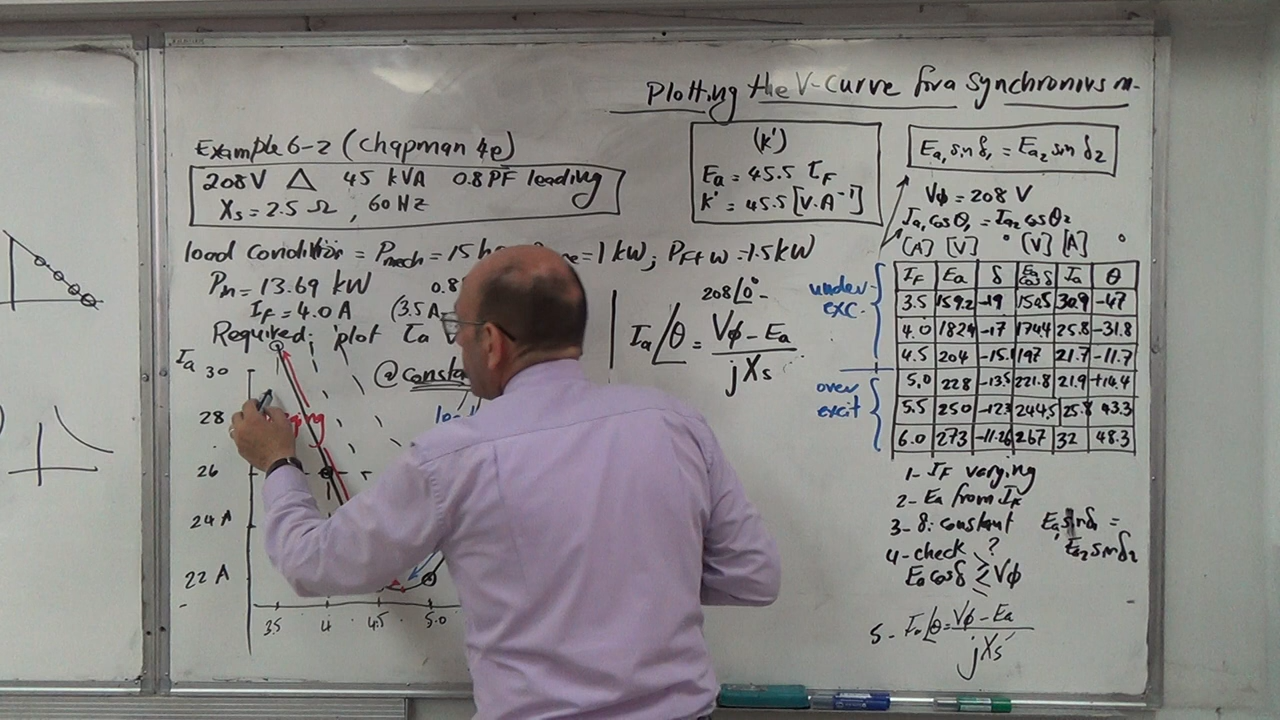 Plotting the V-Curve for a Synchronius m.
Example 6-2 (Chapman 4e)
208V Δ 45 kVA 0.8 PF leading
Xs = 2.5 Ω , 60 Hz
(K')
Ea = 45.5 IF
K' = 45.5 [V.A⁻¹]
Ea₁ sin δ₁ = Ea₂ sin δ₂
Vϕ = 208 V
Ia₁ cosθ₁ = Ia₂ cosθ₂
load Condition = Pmech = 15 = 1 kW; PF+W = 1.5 kW
Pin = 13.69 kW 0.8
IF = 4.0 A (3.5 A
Required: plot Ia
@ consta
208∠0°
Ia∠θ = Vϕ - Ea / jXs
[A] [V] ° [V] [A] °
IF Ea δ Ea cos δ Ia θ
3.5 159.2 -19 150.5 30.9 -47
4.0 182 -17 174.4 25.8 -31.8
4.5 204 -15.1 197 21.7 -11.7
5.0 228 -13.5 221.8 21.9 +14.4
5.5 250 -12.3 244.5 25.8 43.3
6.0 273 -11.26 267 32 48.3
under-
exc.
over
excit
1- IF varying
2- Ea from IF
3- δ: constant Ea₁ sin δ₁ =
Ea₂ sin δ₂
4- check ?
Ea cos δ ≷ Vϕ
5- Ia∠θ = Vϕ - Ea / jXs
Ia
30
28
26
24 A
22 A
3.5 4 4.5 5.0